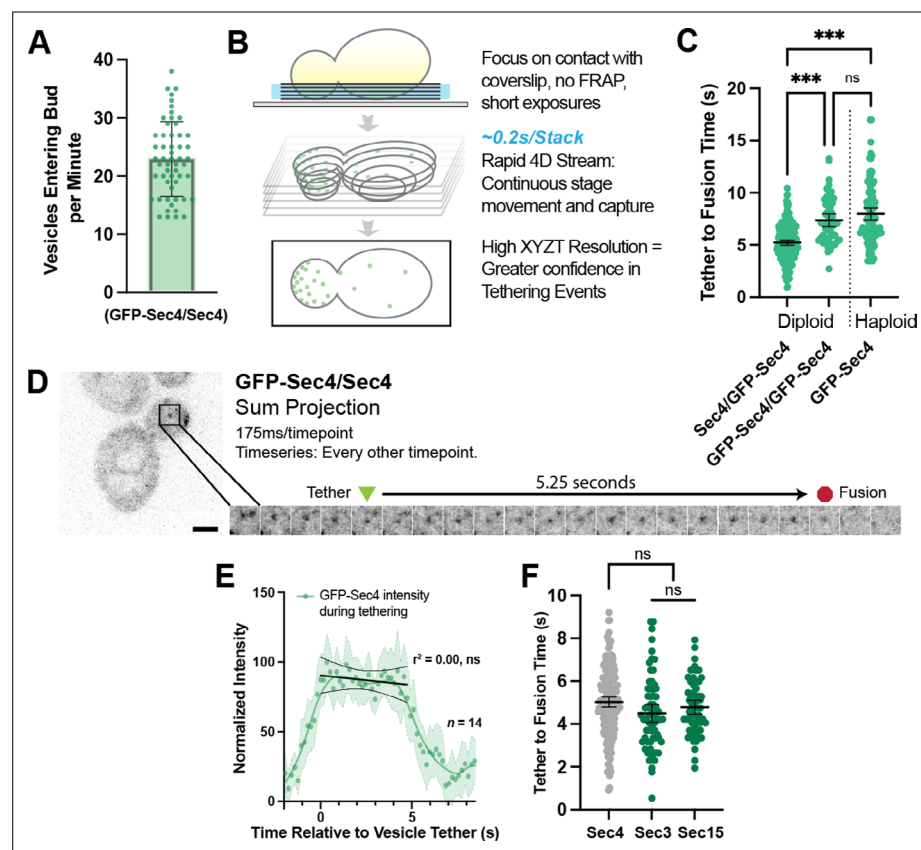 A
Vesicles Entering Bud
per Minute
40
30
20
10
0
(GFP-Sec4/Sec4)
B
Focus on contact with
coverslip, no FRAP,
short exposures
~0.2s/Stack
Rapid 4D Stream:
Continuous stage
movement and capture
High XYZT Resolution =
Greater confidence in
Tethering Events
C
Tether to Fusion Time (s)
20
15
10
5
0
***
***
ns
Diploid
Haploid
Sec4/GFP-Sec4
GFP-Sec4/GFP-Sec4
GFP-Sec4
D
GFP-Sec4/Sec4
Sum Projection
175ms/timepoint
Timeseries: Every other timepoint.
Tether
5.25 seconds
Fusion
E
Normalized Intensity
150
100
50
0
GFP-Sec4 intensity
during tethering
r² = 0.00, ns
n = 14
0
5
Time Relative to Vesicle Tether (s)
F
Tether to Fusion Time (s)
10
8
6
4
2
0
ns
ns
Sec4
Sec3
Sec15